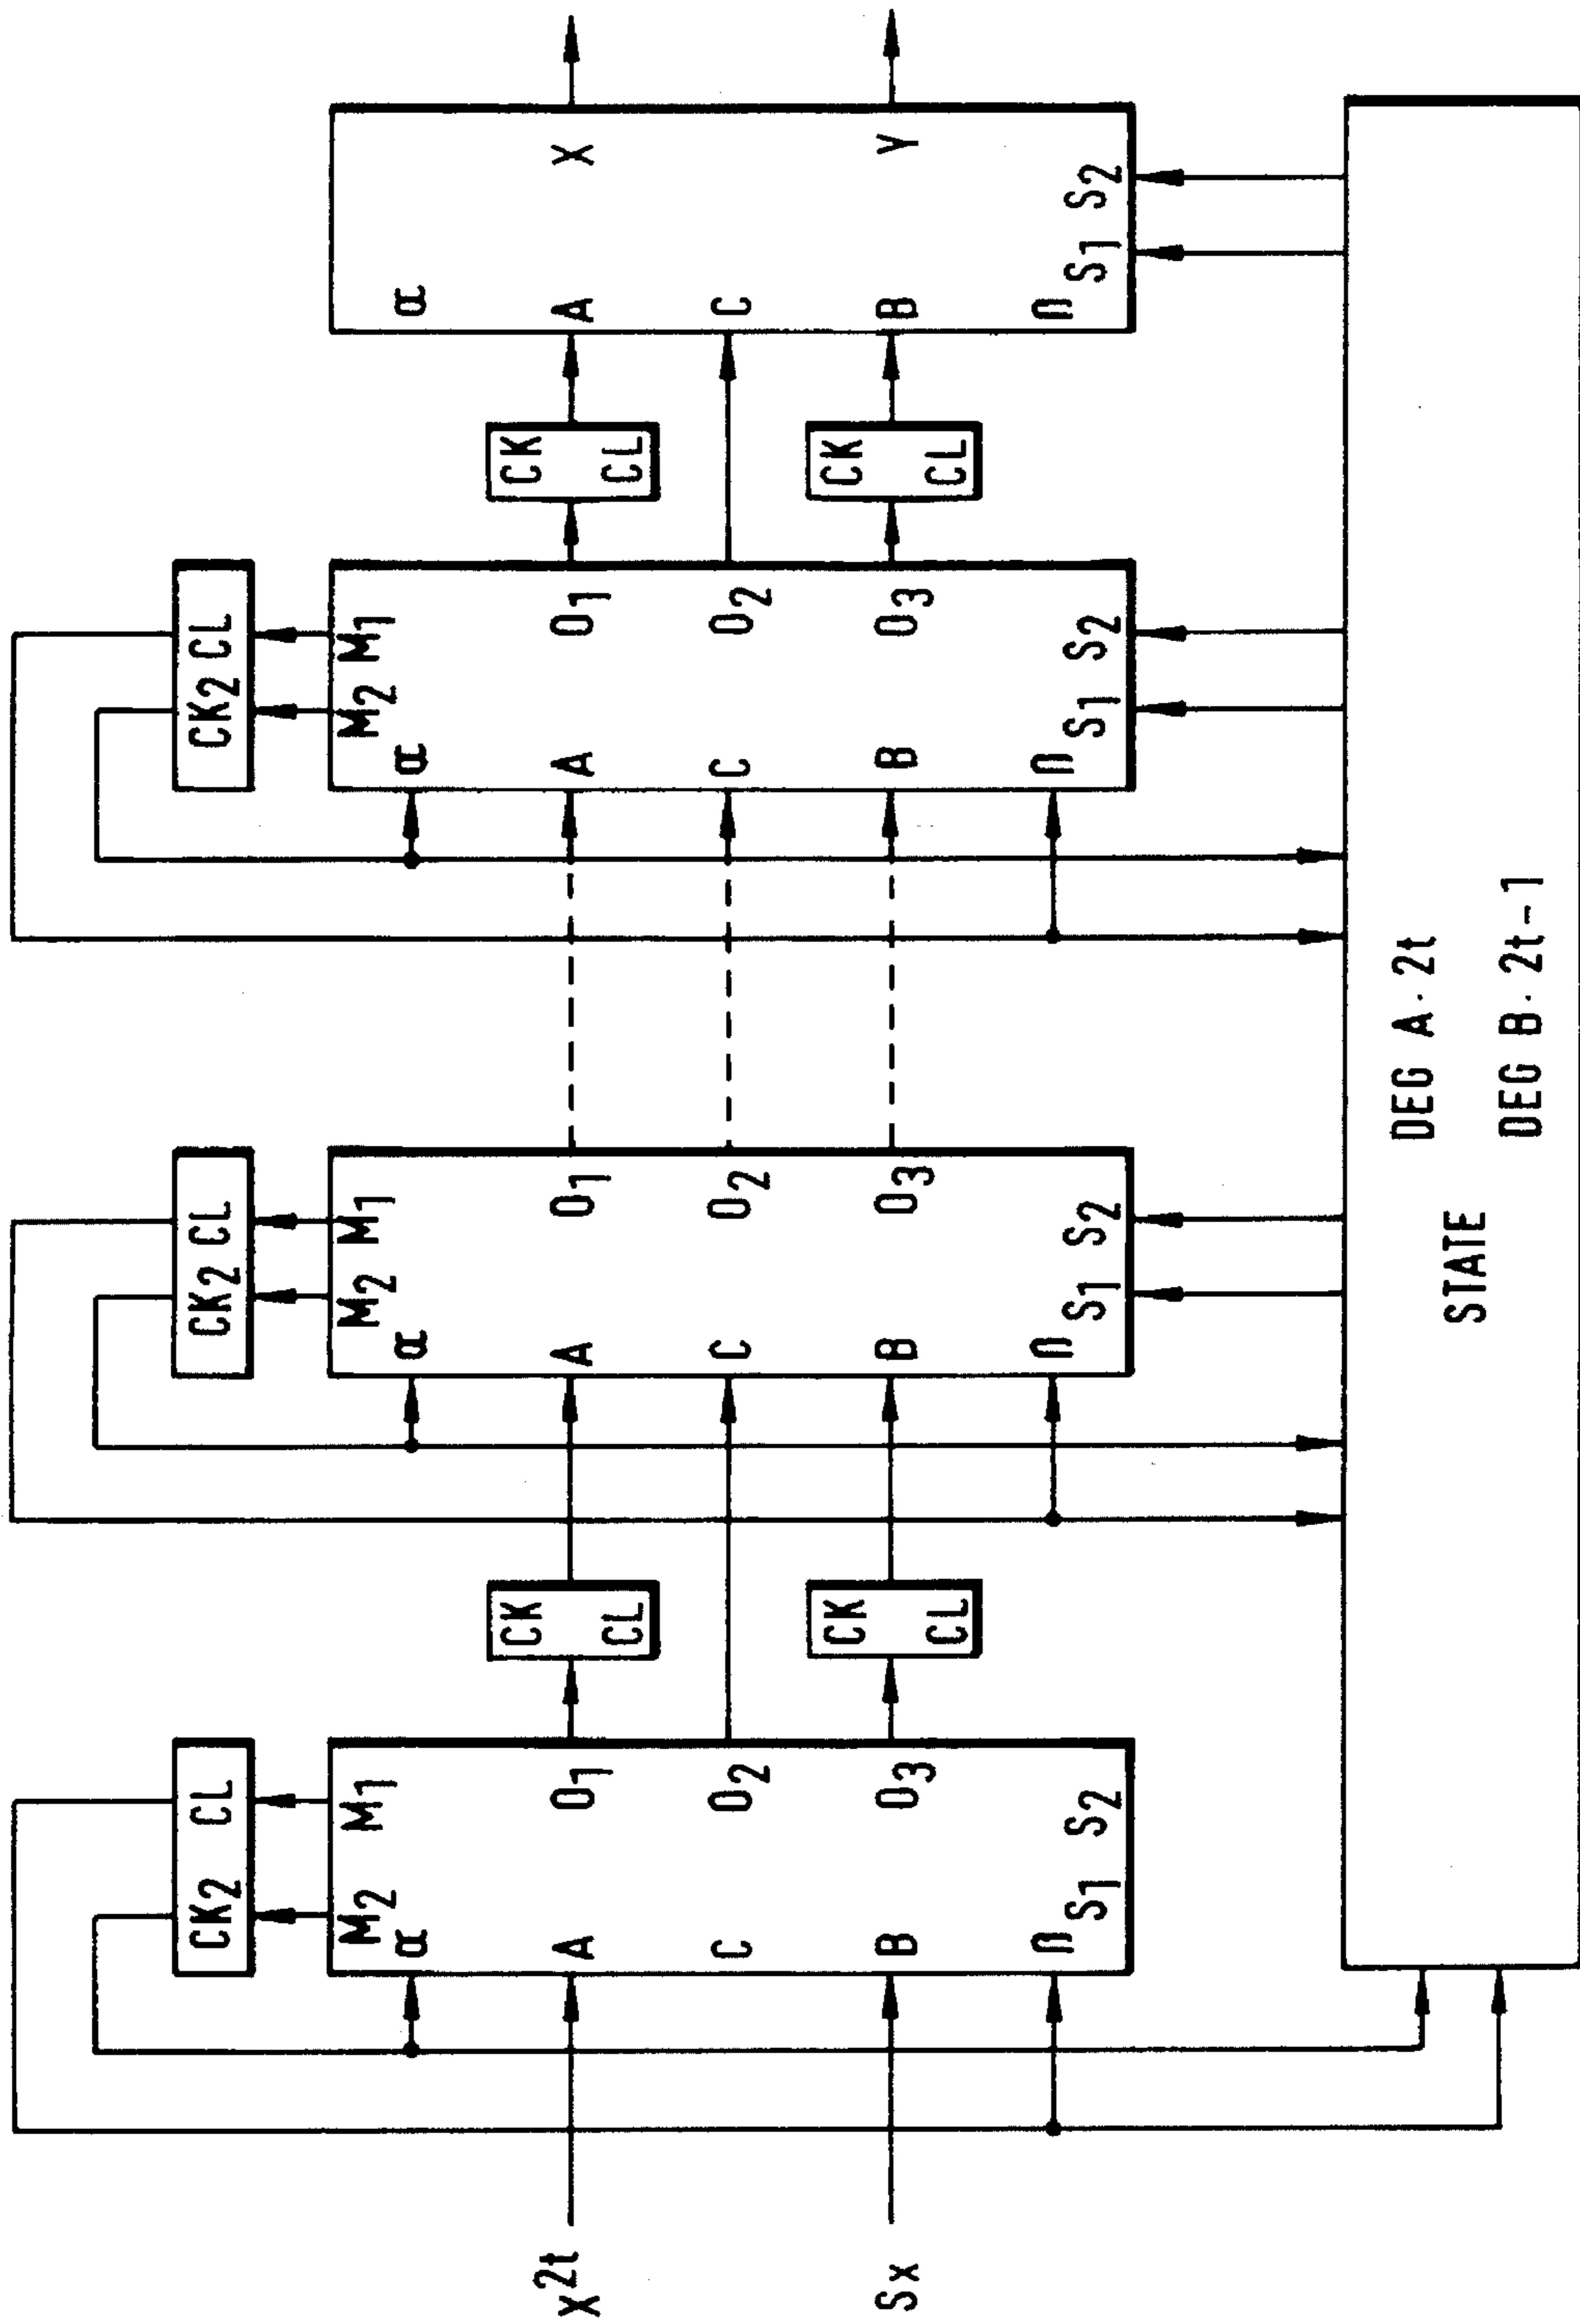 x^2t
Sx
CK₂ CL
M₂ M₁
α
A O₁
C O₂
B O₃
n
S₁ S₂
CK
CL
CK
CL
CK₂ CL
M₂ M₁
α
A O₁
C O₂
B O₃
n
S₁ S₂
CK₂ CL
M₂ M₁
α
A O₁
C O₂
B O₃
n
S₁ S₂
CK
CL
CK
CL
α
A X
C
B Y
n
S₁ S₂
STATE
DEG A · 2t
DEG B · 2t-1